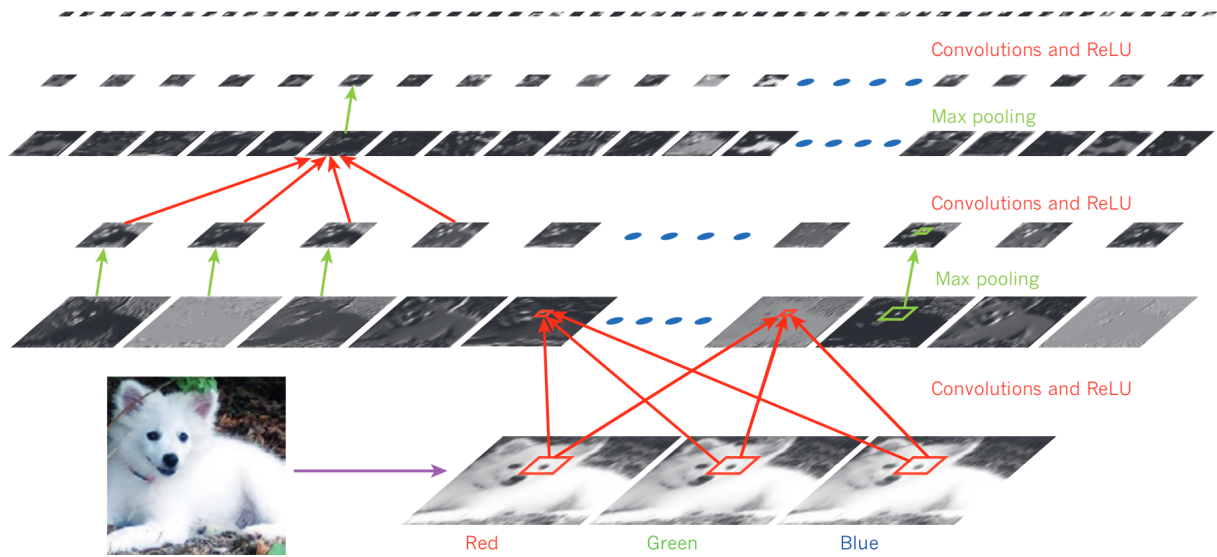 Convolutions and ReLU
Max pooling
Convolutions and ReLU
Max pooling
Convolutions and ReLU
Red
Green
Blue